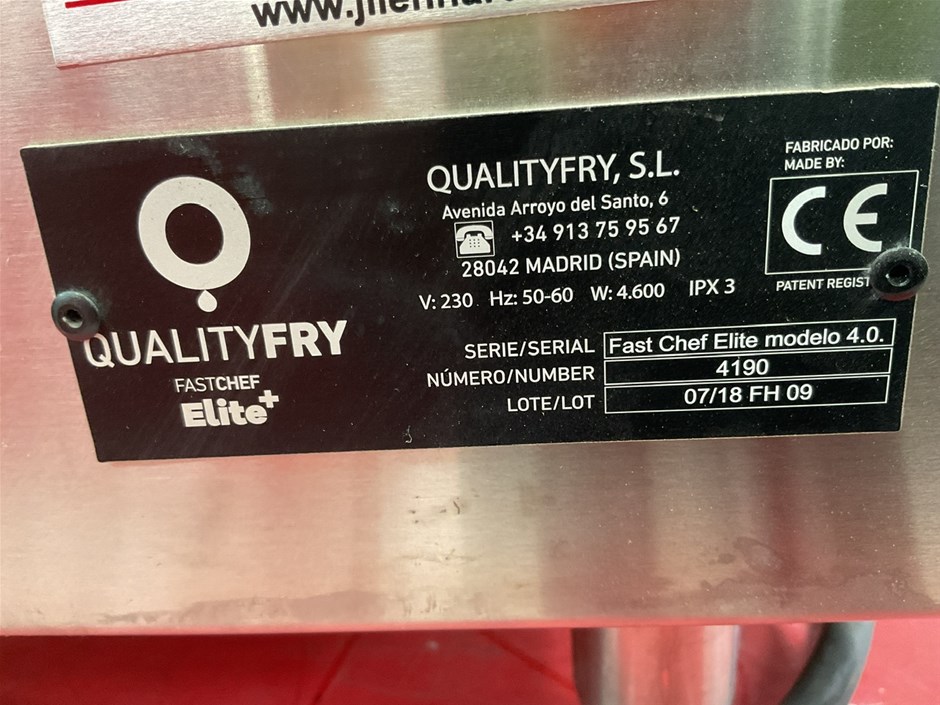 QUALITYFRY
FASTCHEF
Elite+
QUALITYFRY, S.L.
Avenida Arroyo del Santo, 6
+34 913 75 95 67
28042 MADRID (SPAIN)
V: 230 Hz: 50-60 W: 4.600 IPX 3
FABRICADO POR:
MADE BY:
CE
PATENT
SERIE/SERIAL Fast Chef Elite modelo 4.0.
NÚMERO/NUMBER 4190
LOTE/LOT 07/18 FH 09